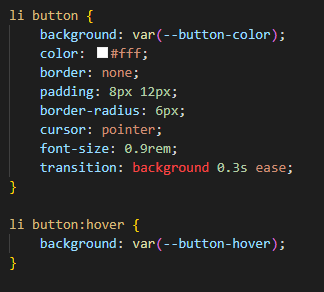 li button {
    background: var(--button-color);
    color: #fff;
    border: none;
    padding: 8px 12px;
    border-radius: 6px;
    cursor: pointer;
    font-size: 0.9rem;
    transition: background 0.3s ease;
}

li button:hover {
    background: var(--button-hover);
}